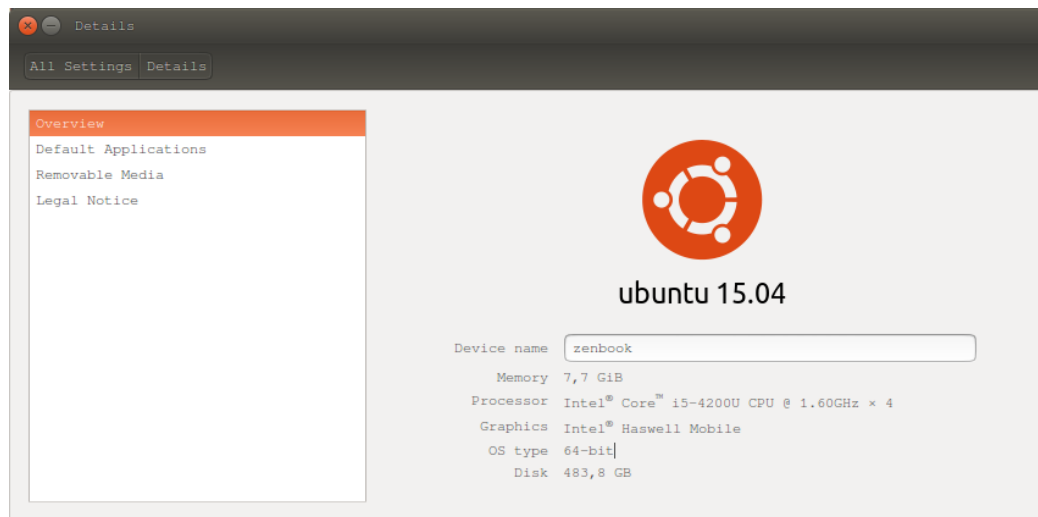 Details
All Settings Details
Overview
Default Applications
Removable Media
Legal Notice
ubuntu 15.04
Device name zenbook
Memory 7,7 GiB
Processor Intel® Core™ i5-4200U CPU @ 1.60GHz × 4
Graphics Intel® Haswell Mobile
OS type 64-bit
Disk 483,8 GB